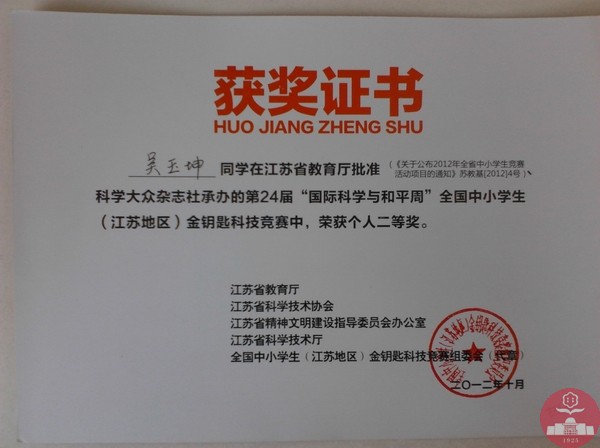 获奖证书
HUO JIANG ZHENG SHU
吴玉坤 同学在江苏省教育厅批准(《关于公布2012年全省中小学生竞赛
活动项目的通知》苏教基[2012]4号)、
科学大众杂志社承办的第24届“国际科学与和平周”全国中小学生
(江苏地区)金钥匙科技竞赛中,荣获个人二等奖。
江苏省教育厅
江苏省科学技术协会
江苏省精神文明建设指导委员会办公室
江苏省科学技术厅
全国中小学生(江苏地区)金钥匙科技竞赛组委会(代章)
二〇一二年十月
1925